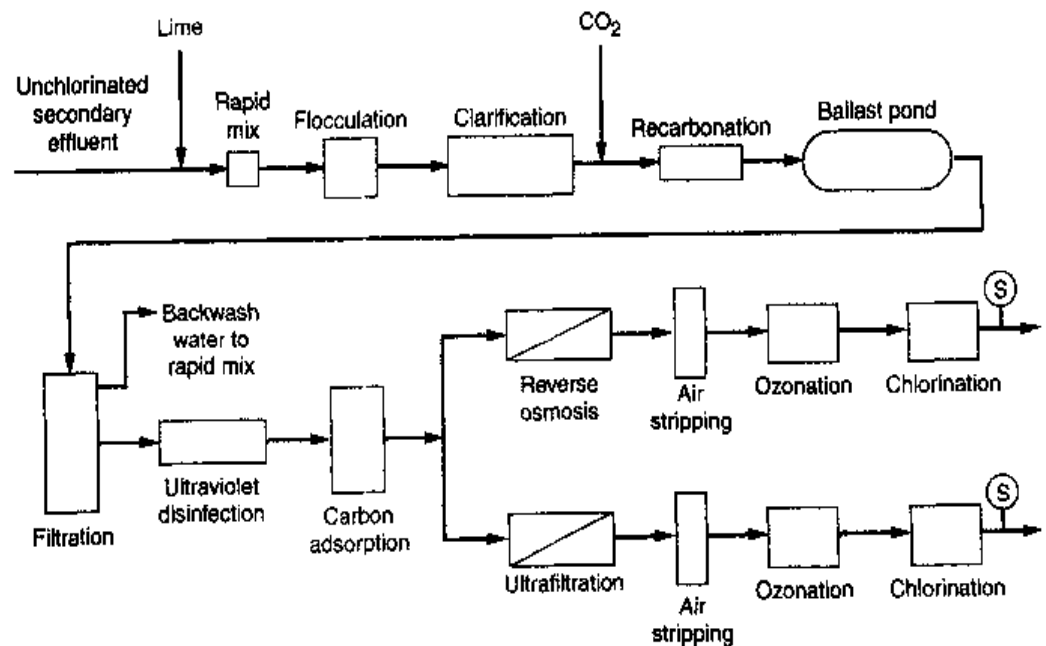 Lime
CO₂
Unchlorinated
secondary
effluent
Rapid
mix
Flocculation
Clarification
Recarbonation
Ballast pond
Backwash
water to
rapid mix
S
Reverse
osmosis
Air
stripping
Ozonation
Chlorination
Filtration
Ultraviolet
disinfection
Carbon
adsorption
S
Ultrafiltration
Air
stripping
Ozonation
Chlorination